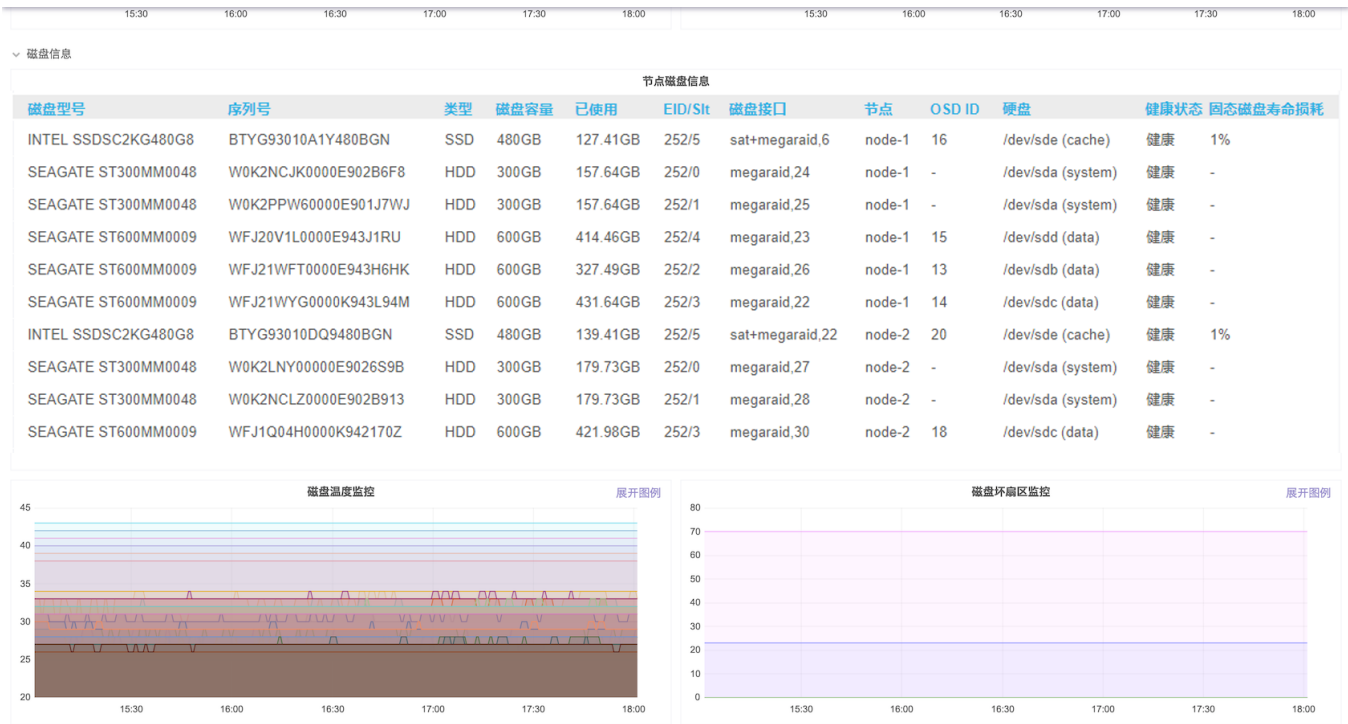 15:30 16:00 16:30 17:00 17:30 18:00 15:30 16:00 16:30 17:00 17:30 18:00
磁盘信息
节点磁盘信息
磁盘型号 序列号 类型 磁盘容量 已使用 EID/Slt 磁盘接口 节点 OSD ID 硬盘 健康状态 固态磁盘寿命损耗
INTEL SSDSC2KG480G8 BTYG93010A1Y480BGN SSD 480GB 127.41GB 252/5 sat+megaraid,6 node-1 16 /dev/sde (cache) 健康 1%
SEAGATE ST300MM0048 W0K2NCJK0000E902B6F8 HDD 300GB 157.64GB 252/0 megaraid,24 node-1 - /dev/sda (system) 健康 -
SEAGATE ST300MM0048 W0K2PPW60000E901J7WJ HDD 300GB 157.64GB 252/1 megaraid,25 node-1 - /dev/sda (system) 健康 -
SEAGATE ST600MM0009 WFJ20V1L0000E943J1RU HDD 600GB 414.46GB 252/4 megaraid,23 node-1 15 /dev/sdd (data) 健康 -
SEAGATE ST600MM0009 WFJ21WFT0000E943H6HK HDD 600GB 327.49GB 252/2 megaraid,26 node-1 13 /dev/sdb (data) 健康 -
SEAGATE ST600MM0009 WFJ21WYG0000K943L94M HDD 600GB 431.64GB 252/3 megaraid,22 node-1 14 /dev/sdc (data) 健康 -
INTEL SSDSC2KG480G8 BTYG93010DQ9480BGN SSD 480GB 139.41GB 252/5 sat+megaraid,22 node-2 20 /dev/sde (cache) 健康 1%
SEAGATE ST300MM0048 W0K2LNY00000E9026S9B HDD 300GB 179.73GB 252/0 megaraid,27 node-2 - /dev/sda (system) 健康 -
SEAGATE ST300MM0048 W0K2NCLZ0000E902B913 HDD 300GB 179.73GB 252/1 megaraid,28 node-2 - /dev/sda (system) 健康 -
SEAGATE ST600MM0009 WFJ1Q04H0000K942170Z HDD 600GB 421.98GB 252/3 megaraid,30 node-2 18 /dev/sdc (data) 健康 -
磁盘温度监控 展开图例
45
40
35
30
25
20
15:30 16:00 16:30 17:00 17:30 18:00
磁盘坏扇区监控 展开图例
80
70
60
50
40
30
20
10
0
15:30 16:00 16:30 17:00 17:30 18:00